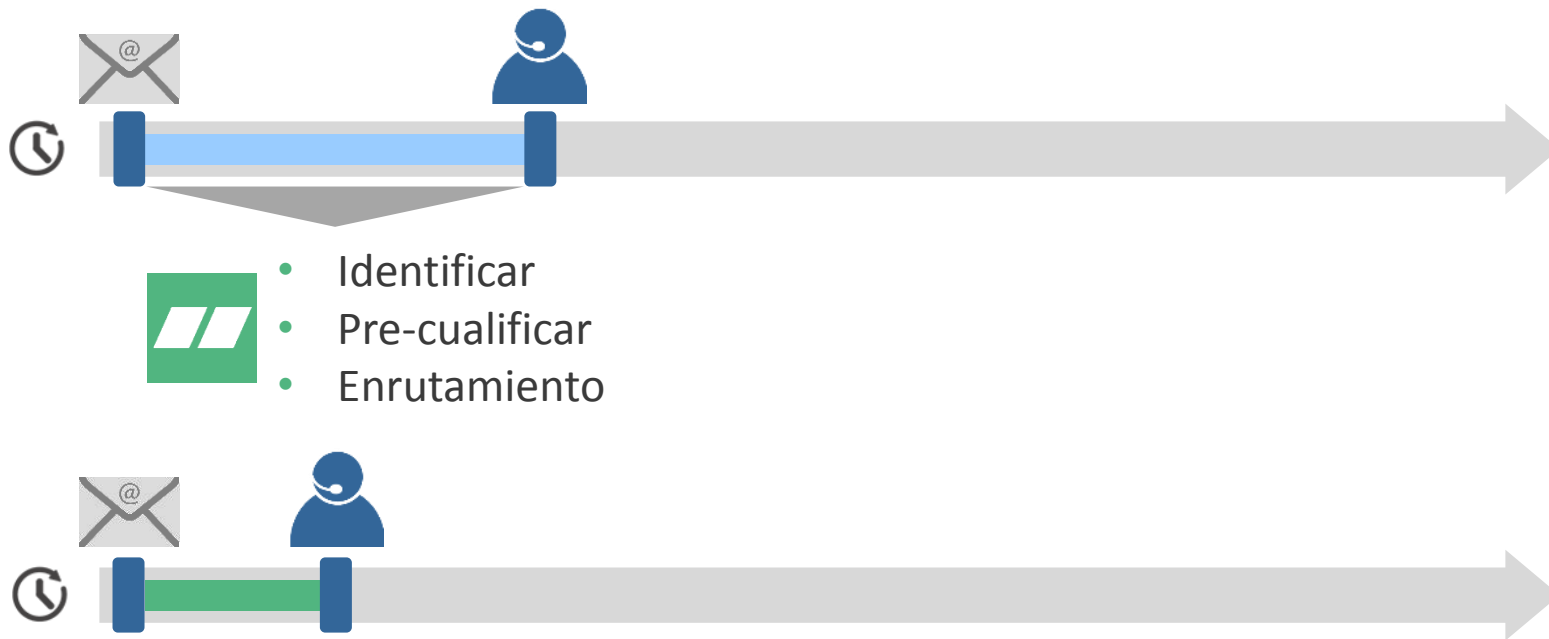 @
• Identificar
• Pre-cualificar
• Enrutamiento
@